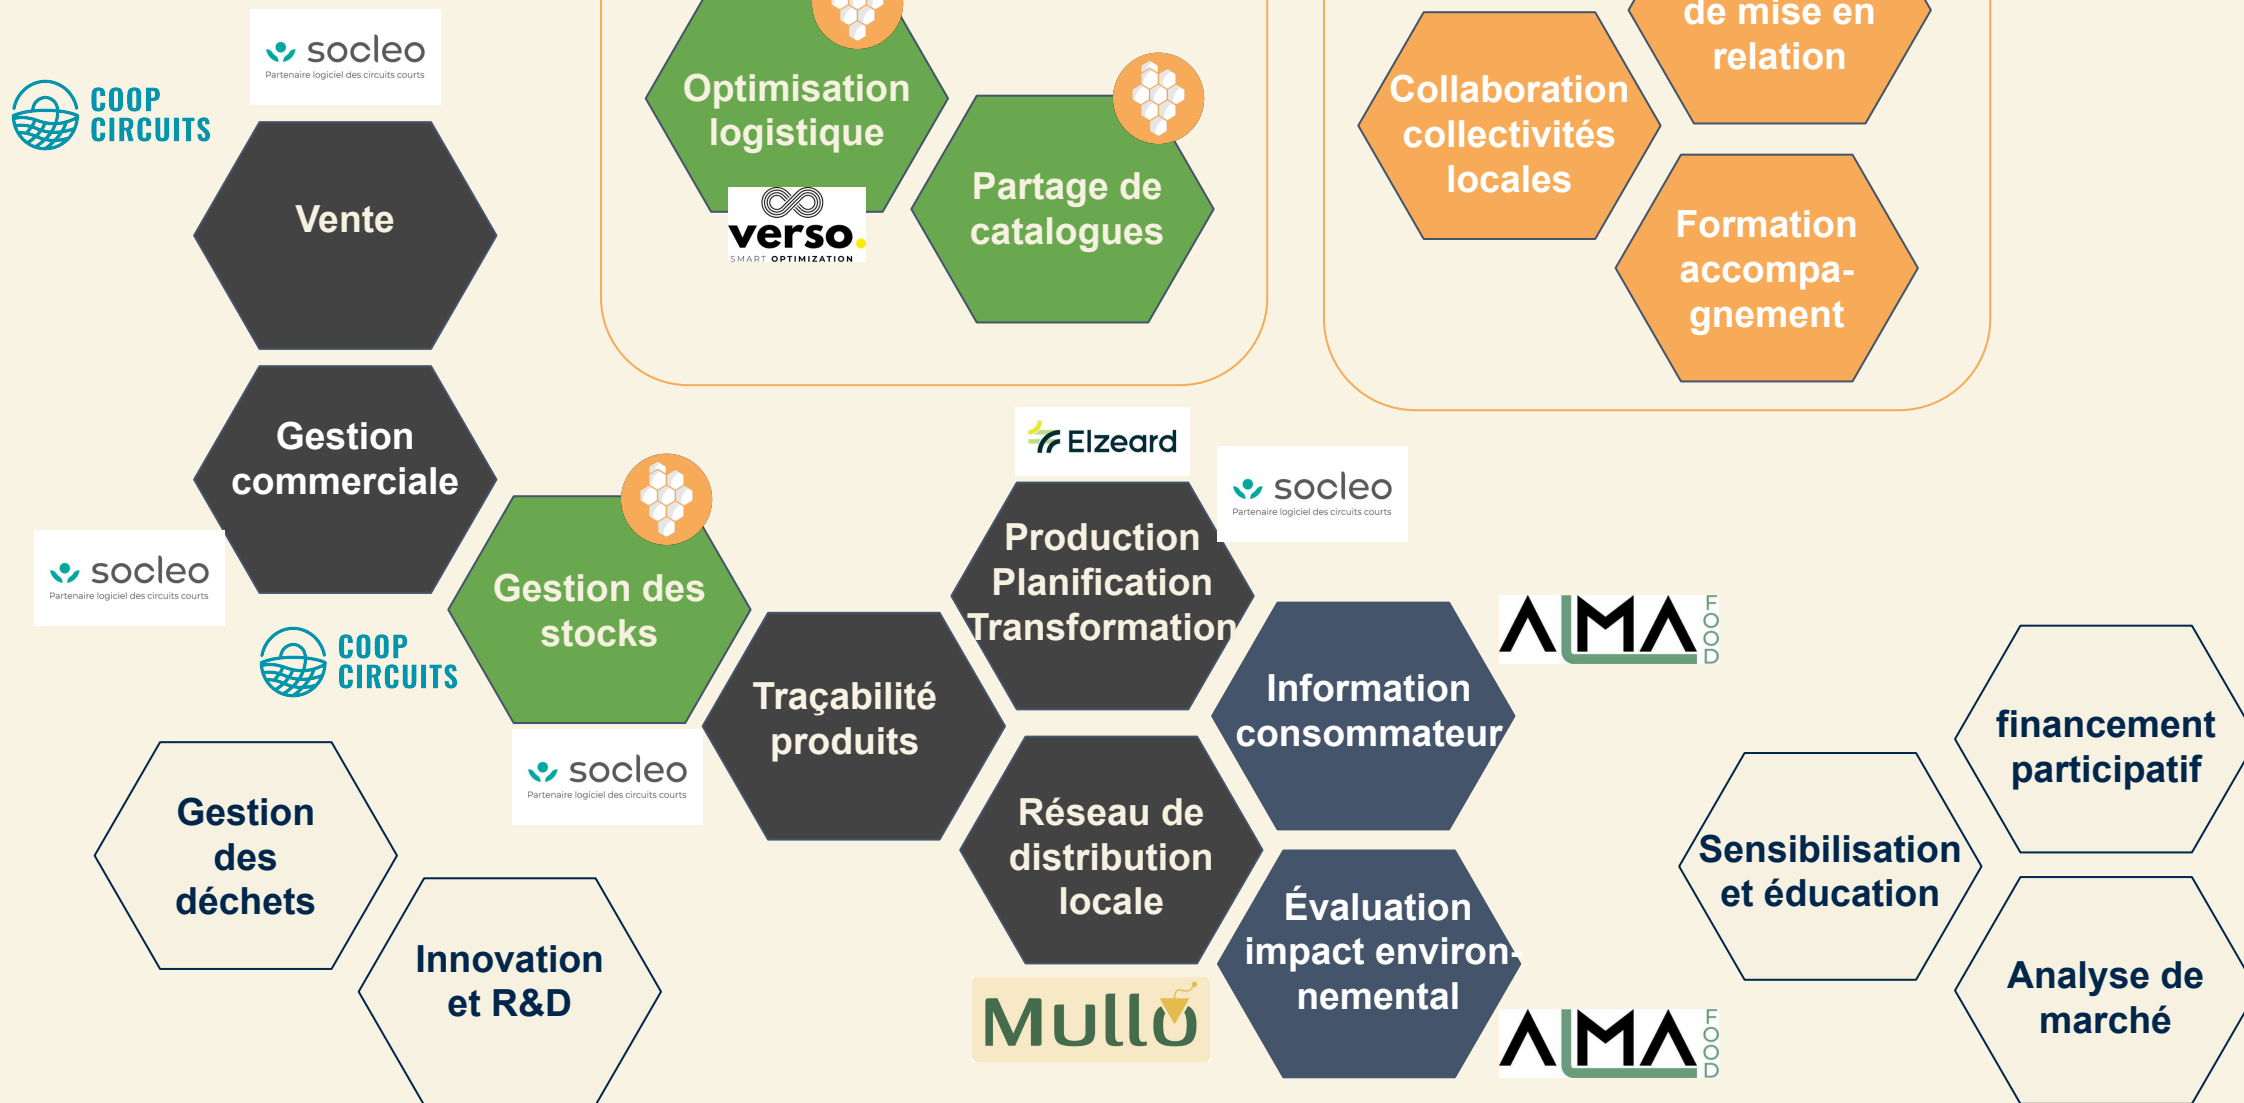 socleo
Partenaire logiciel des circuits courts
COOP
CIRCUITS
Vente
Optimisation
logistique
verso.
SMART OPTIMIZATION
Partage de
catalogues
de mise en
relation
Collaboration
collectivités
locales
Formation
accompa-
gnement
Gestion
commerciale
socleo
Partenaire logiciel des circuits courts
COOP
CIRCUITS
Gestion des
stocks
socleo
Partenaire logiciel des circuits courts
Traçabilité
produits
Elzeard
socleo
Partenaire logiciel des circuits courts
Production
Planification
Transformation
Information
consommateur
ALMA
FOOD
Réseau de
distribution
locale
Mullo
Évaluation
impact environ-
nemental
ALMA
FOOD
Gestion
des
déchets
Innovation
et R&D
financement
participatif
Sensibilisation
et éducation
Analyse de
marché